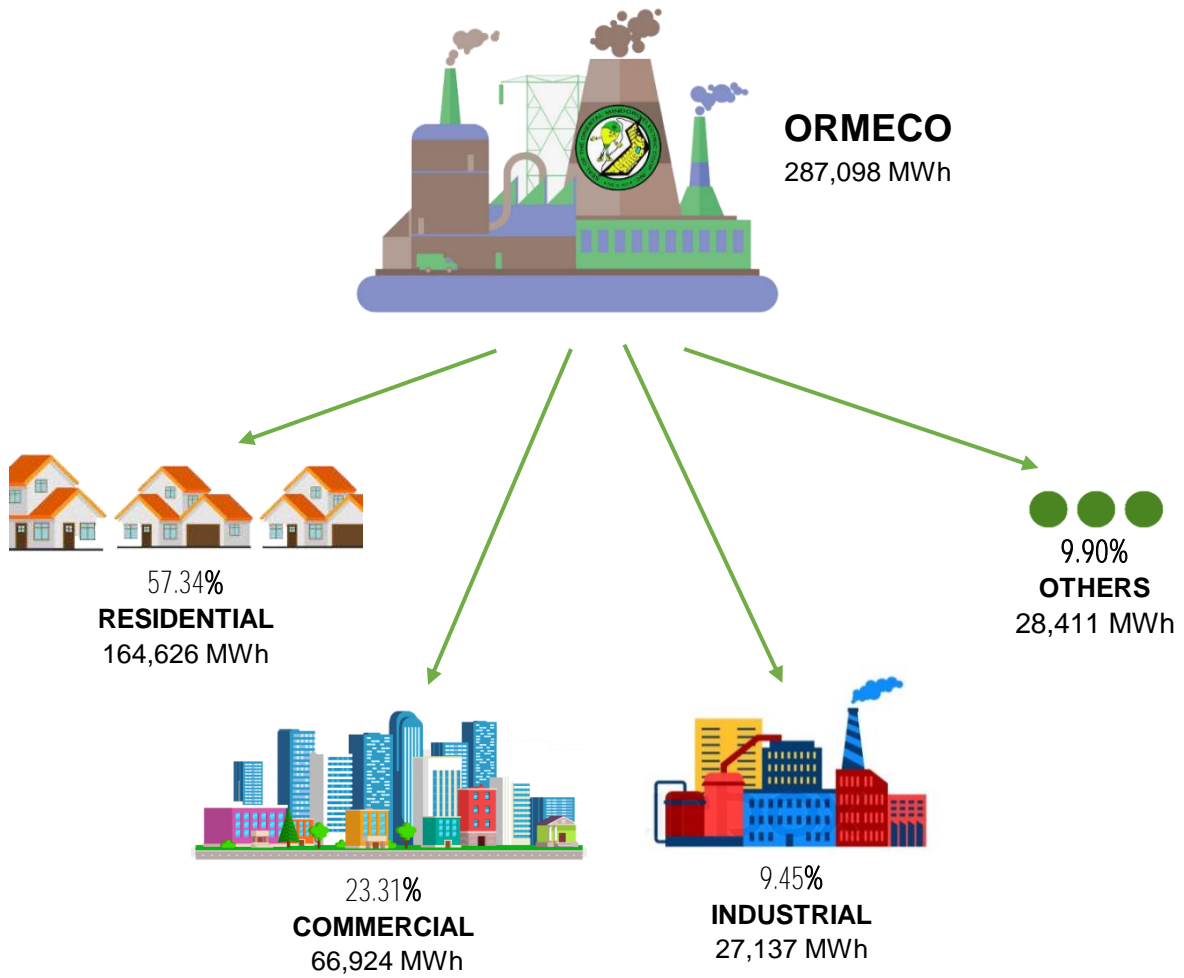 ORMECO
287,098 MWh
57.34%
RESIDENTIAL
164,626 MWh
9.90%
OTHERS
28,411 MWh
23.31%
COMMERCIAL
66,924 MWh
9.45%
INDUSTRIAL
27,137 MWh